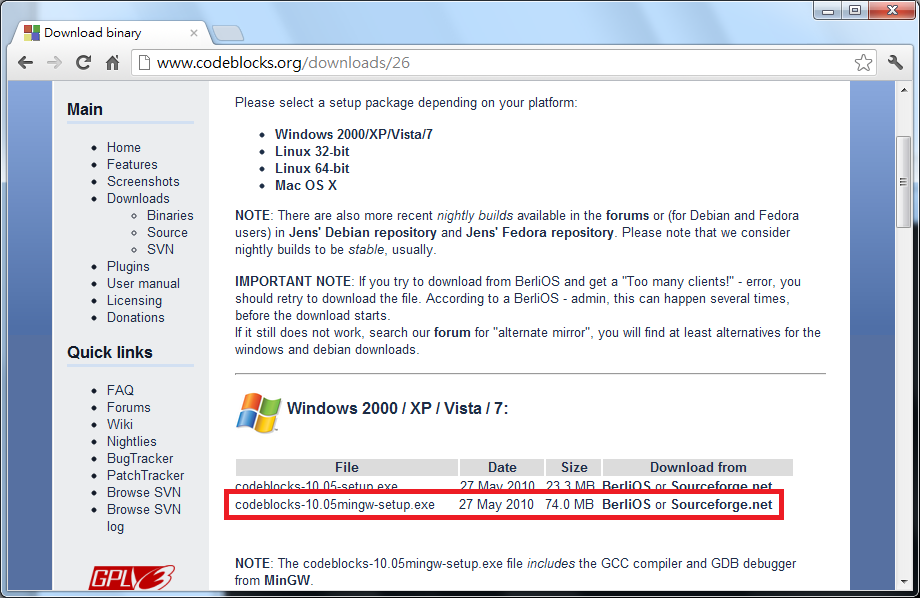 Download binary
www.codeblocks.org/downloads/26
Main
Home
Features
Screenshots
Downloads
Binaries
Source
SVN
Plugins
User manual
Licensing
Donations
Quick links
FAQ
Forums
Wiki
Nightlies
BugTracker
PatchTracker
Browse SVN
Browse SVN
log
GPLv3
Please select a setup package depending on your platform:
Windows 2000/XP/Vista/7
Linux 32-bit
Linux 64-bit
Mac OS X
NOTE: There are also more recent nightly builds available in the forums or (for Debian and Fedora
users) in Jens' Debian repository and Jens' Fedora repository. Please note that we consider
nightly builds to be stable, usually.
IMPORTANT NOTE: If you try to download from BerliOS and get a "Too many clients!" - error, you
should retry to download the file. According to a BerliOS - admin, this can happen several times,
before the download starts.
If it still does not work, search our forum for "alternate mirror", you will find at least alternatives for the
windows and debian downloads.
Windows 2000 / XP / Vista / 7:
File Date Size Download from
codeblocks-10.05-setup.exe 27 May 2010 23.3 MB BerliOS or Sourceforge.net
codeblocks-10.05mingw-setup.exe 27 May 2010 74.0 MB BerliOS or Sourceforge.net
NOTE: The codeblocks-10.05mingw-setup.exe file includes the GCC compiler and GDB debugger
from MinGW.